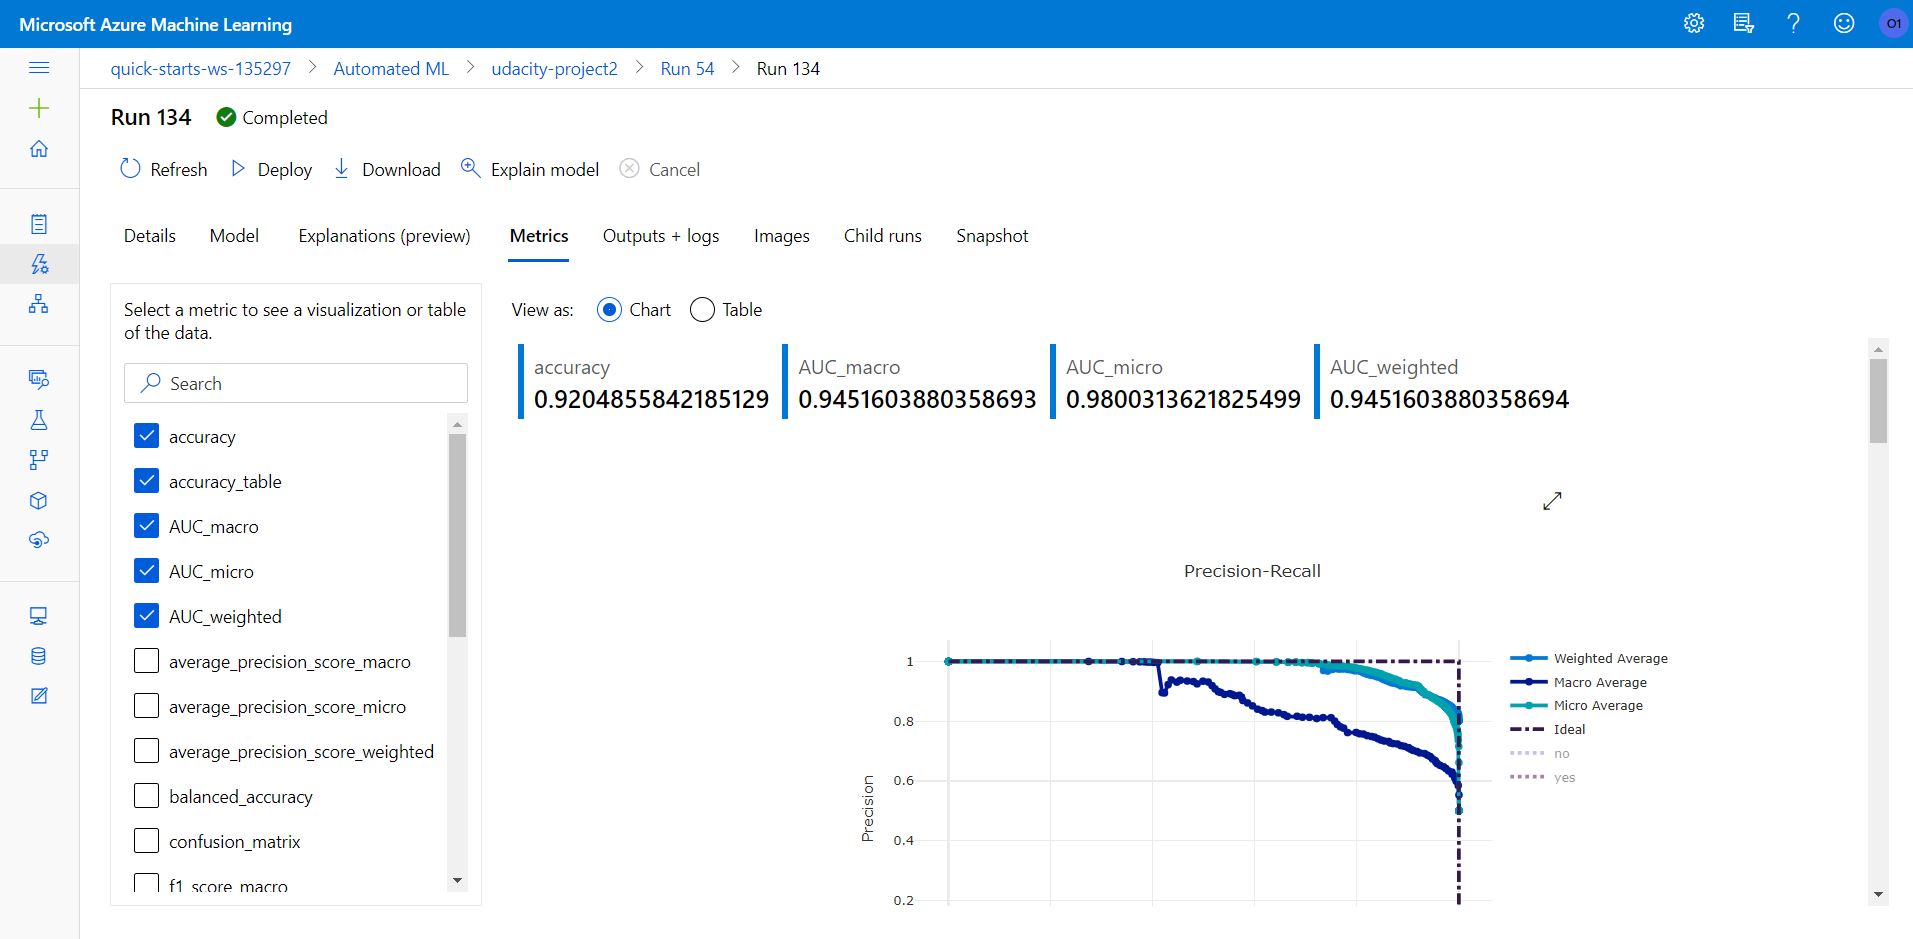 Microsoft Azure Machine Learning
O1
quick-starts-ws-135297 > Automated ML > udacity-project2 > Run 54 > Run 134
Run 134 Completed
Refresh Deploy Download Explain model Cancel
Details Model Explanations (preview) Metrics Outputs + logs Images Child runs Snapshot
Select a metric to see a visualization or table
of the data.
Search
accuracy
accuracy_table
AUC_macro
AUC_micro
AUC_weighted
average_precision_score_macro
average_precision_score_micro
average_precision_score_weighted
balanced_accuracy
confusion_matrix
f1_score_macro
View as: Chart Table
accuracy
0.9204855842185129
AUC_macro
0.9451603880358693
AUC_micro
0.9800313621825499
AUC_weighted
0.9451603880358694
Precision-Recall
Precision
1
0.8
0.6
0.4
0.2
Weighted Average
Macro Average
Micro Average
Ideal
no
yes